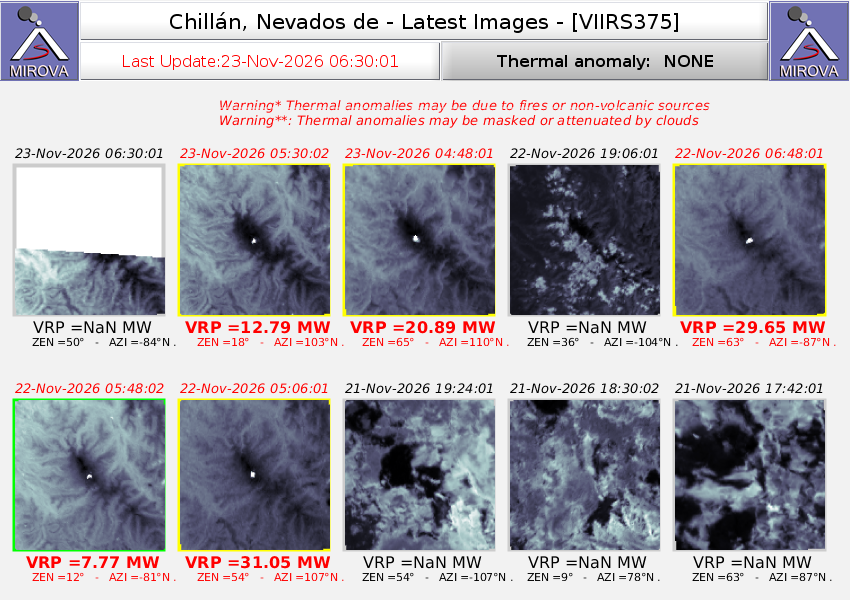 Chillán, Nevados de - Latest Images - [VIIRS375]
MIROVA
Last Update:23-Nov-2026 06:30:01
Thermal anomaly: NONE
MIROVA
Warning* Thermal anomalies may be due to fires or non-volcanic sources
Warning**: Thermal anomalies may be masked or attenuated by clouds
23-Nov-2026 06:30:01
23-Nov-2026 05:30:02
23-Nov-2026 04:48:01
22-Nov-2026 19:06:01
22-Nov-2026 06:48:01
VRP =NaN MW
VRP =12.79 MW
VRP =20.89 MW
VRP =NaN MW
VRP =29.65 MW
ZEN =50° - AZI =-84°N .
ZEN =18° - AZI =103°N .
ZEN =65° - AZI =110°N .
ZEN =36° - AZI =-104°N .
ZEN =63° - AZI =-87°N .
22-Nov-2026 05:48:02
22-Nov-2026 05:06:01
21-Nov-2026 19:24:01
21-Nov-2026 18:30:02
21-Nov-2026 17:42:01
VRP =7.77 MW
VRP =31.05 MW
VRP =NaN MW
VRP =NaN MW
VRP =NaN MW
ZEN =12° - AZI =-81°N .
ZEN =54° - AZI =107°N .
ZEN =54° - AZI =-107°N .
ZEN =9° - AZI =78°N .
ZEN =63° - AZI =87°N .